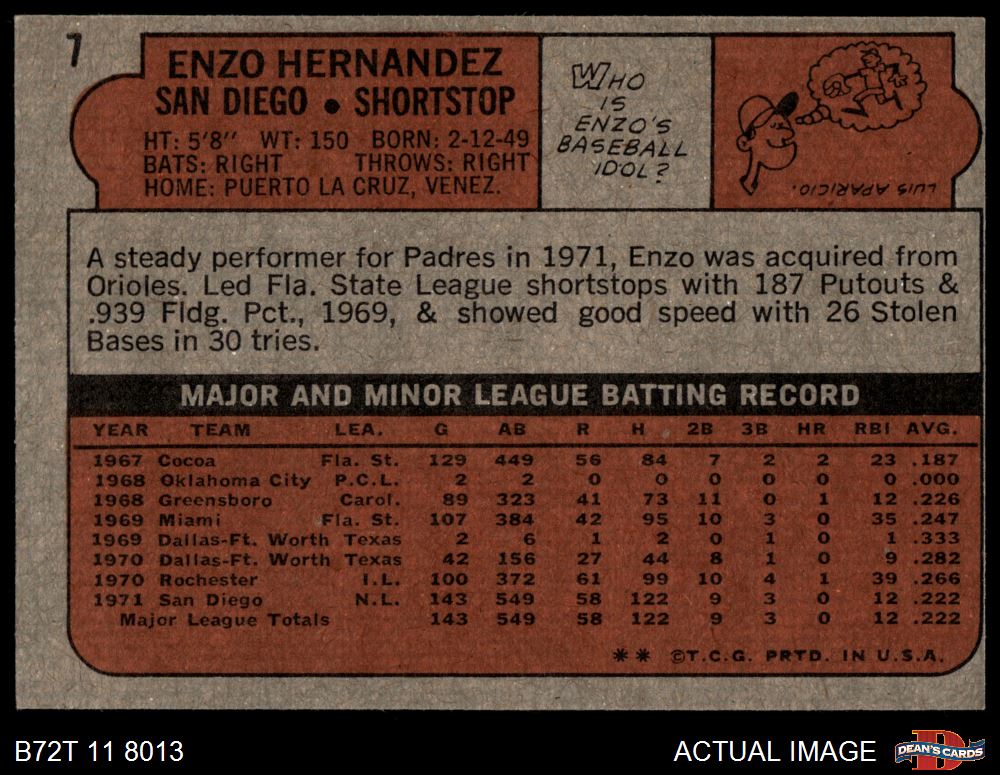 7
ENZO HERNANDEZ
SAN DIEGO • SHORTSTOP
HT: 5'8" WT: 150 BORN: 2-12-49
BATS: RIGHT THROWS: RIGHT
HOME: PUERTO LA CRUZ, VENEZ.
WHO
IS
ENZO'S
BASEBALL
IDOL?
LUIS APARICIO.
A steady performer for Padres in 1971, Enzo was acquired from
Orioles. Led Fla. State League shortstops with 187 Putouts &
.939 Fldg. Pct., 1969, & showed good speed with 26 Stolen
Bases in 30 tries.
MAJOR AND MINOR LEAGUE BATTING RECORD
YEAR TEAM LEA. G AB R H 2B 3B HR RBI AVG.
1967 Cocoa Fla. St. 129 449 56 84 7 2 2 23 .187
1968 Oklahoma City P.C.L. 2 2 0 0 0 0 0 0 .000
1968 Greensboro Carol. 89 323 41 73 11 0 1 12 .226
1969 Miami Fla. St. 107 384 42 95 10 3 0 35 .247
1969 Dallas-Ft. Worth Texas 2 6 1 2 0 1 0 1 .333
1970 Dallas-Ft. Worth Texas 42 156 27 44 8 1 0 9 .282
1970 Rochester I.L. 100 372 61 99 10 4 1 39 .266
1971 San Diego N.L. 143 549 58 122 9 3 0 12 .222
Major League Totals 143 549 58 122 9 3 0 12 .222
** ©T.C.G. PRTD. IN U.S.A.
B72T 11 8013
ACTUAL IMAGE
DEAN'S CARDS